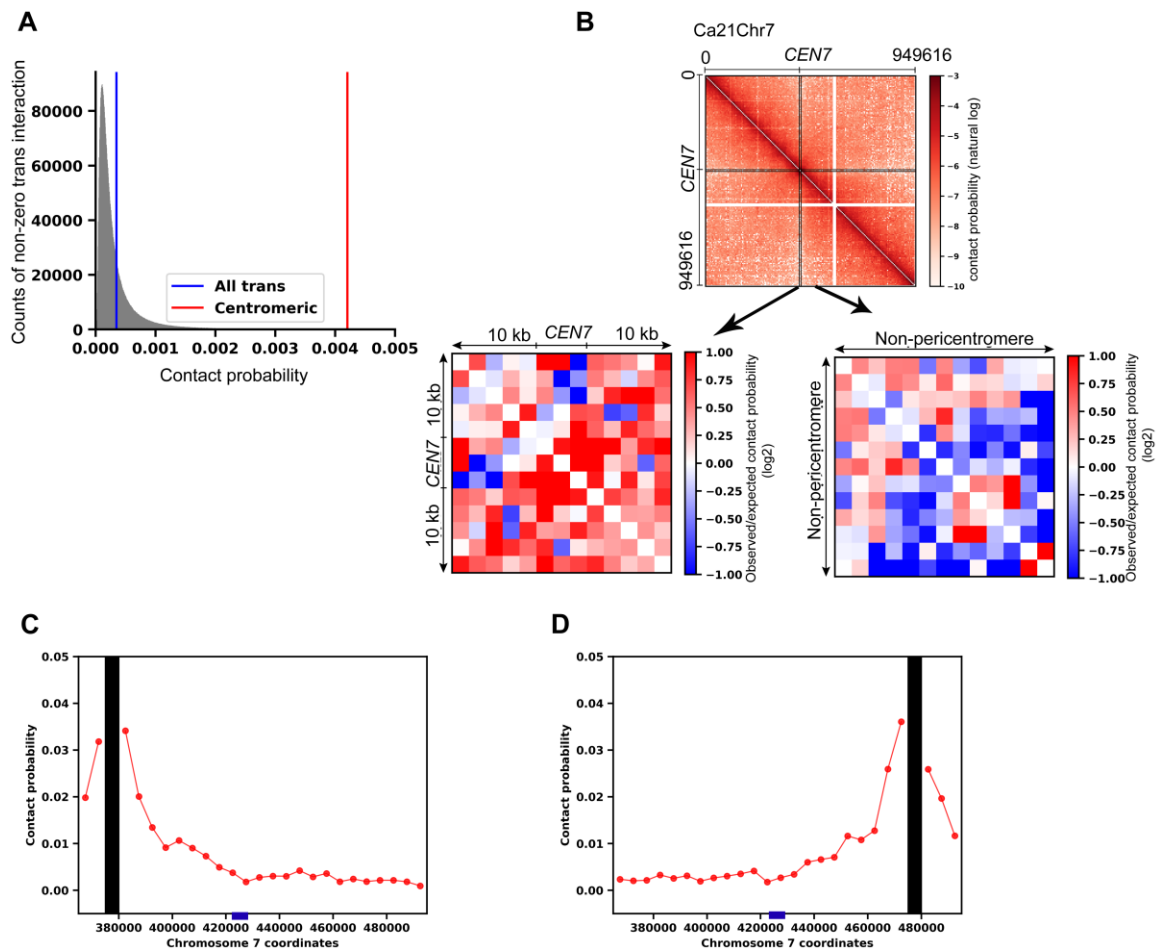 A
Counts of non-zero trans interaction
80000
60000
40000
20000
0
0.000
0.001
0.002
0.003
0.004
0.005
Contact probability
All trans
Centromeric
B
Ca21Chr7
0
CEN7
949616
0
CEN7
949616
−3
−4
−5
−6
−7
−8
−9
−10
contact probability (natural log)
10 kb
CEN7
10 kb
10 kb
CEN7
10 kb
1.00
0.75
0.50
0.25
0.00
−0.25
−0.50
−0.75
−1.00
Observed/expected contact probability
(log2)
Non-pericentromere
Non-pericentromere
1.00
0.75
0.50
0.25
0.00
−0.25
−0.50
−0.75
−1.00
Observed/expected contact probability
(log2)
C
Contact probability
0.05
0.04
0.03
0.02
0.01
0.00
380000
400000
420000
440000
460000
480000
Chromosome 7 coordinates
D
Contact probability
0.05
0.04
0.03
0.02
0.01
0.00
380000
400000
420000
440000
460000
480000
Chromosome 7 coordinates